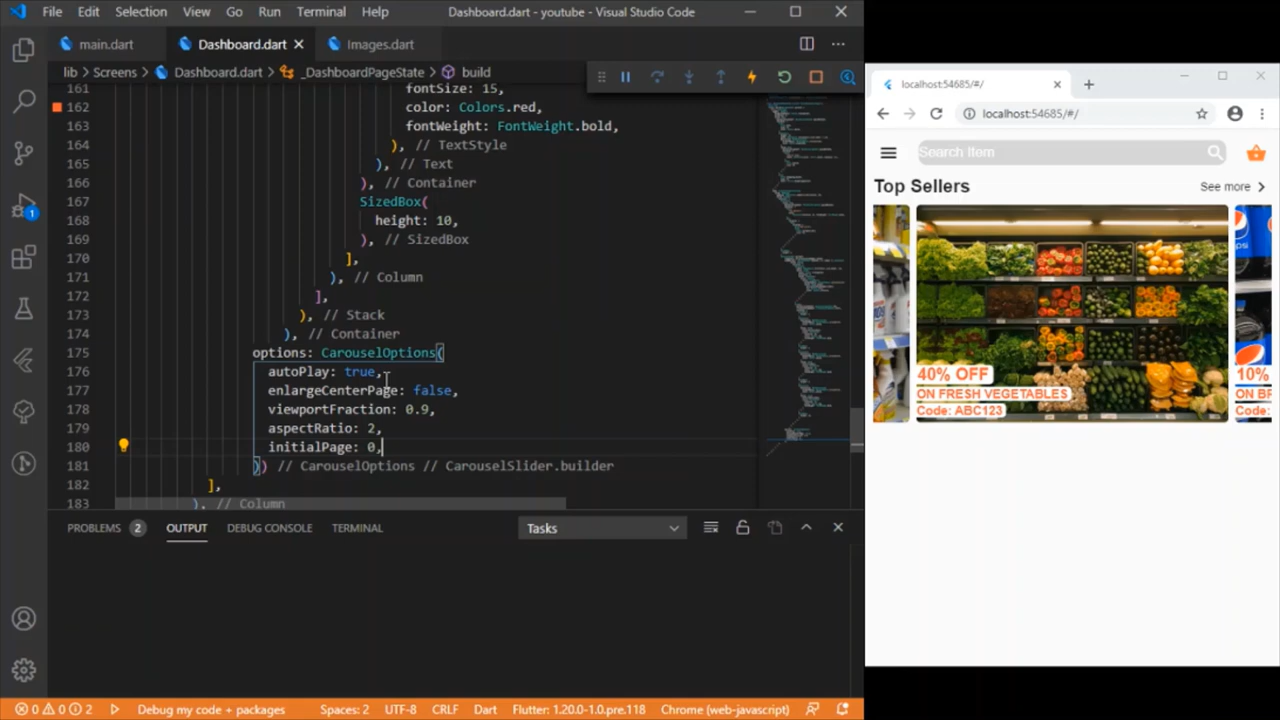 File Edit Selection View Go Run Terminal Help Dashboard.dart - youtube - Visual Studio Code
main.dart Dashboard.dart Images.dart
lib > Screens > Dashboard.dart > _DashboardPageState > build
161 fontSize: 15,
162 color: Colors.red,
163 fontWeight: FontWeight.bold,
164 ), // TextStyle
165 ), // Text
166 ), // Container
167 SizedBox(
168 height: 10,
169 ), // SizedBox
170 ],
171 ), // Column
172 ],
173 ), // Stack
174 ), // Container
175 options: CarouselOptions(
176 autoPlay: true,
177 enlargeCenterPage: false,
178 viewportFraction: 0.9,
179 aspectRatio: 2,
180 initialPage: 0,
181 )) // CarouselOptions // CarouselSlider.builder
182 ],
183 ), // Column
PROBLEMS 2 OUTPUT DEBUG CONSOLE TERMINAL Tasks
1
0 0 2 Debug my code + packages Spaces: 2 UTF-8 CRLF Dart Flutter: 1.20.0-1.0.pre.118 Chrome (web-javascript)
localhost:54685/#/
localhost:54685/#/
Search Item
Top Sellers See more
pepsi
40% OFF
ON FRESH VEGETABLES
Code: ABC123
10%
ON BR
Code: